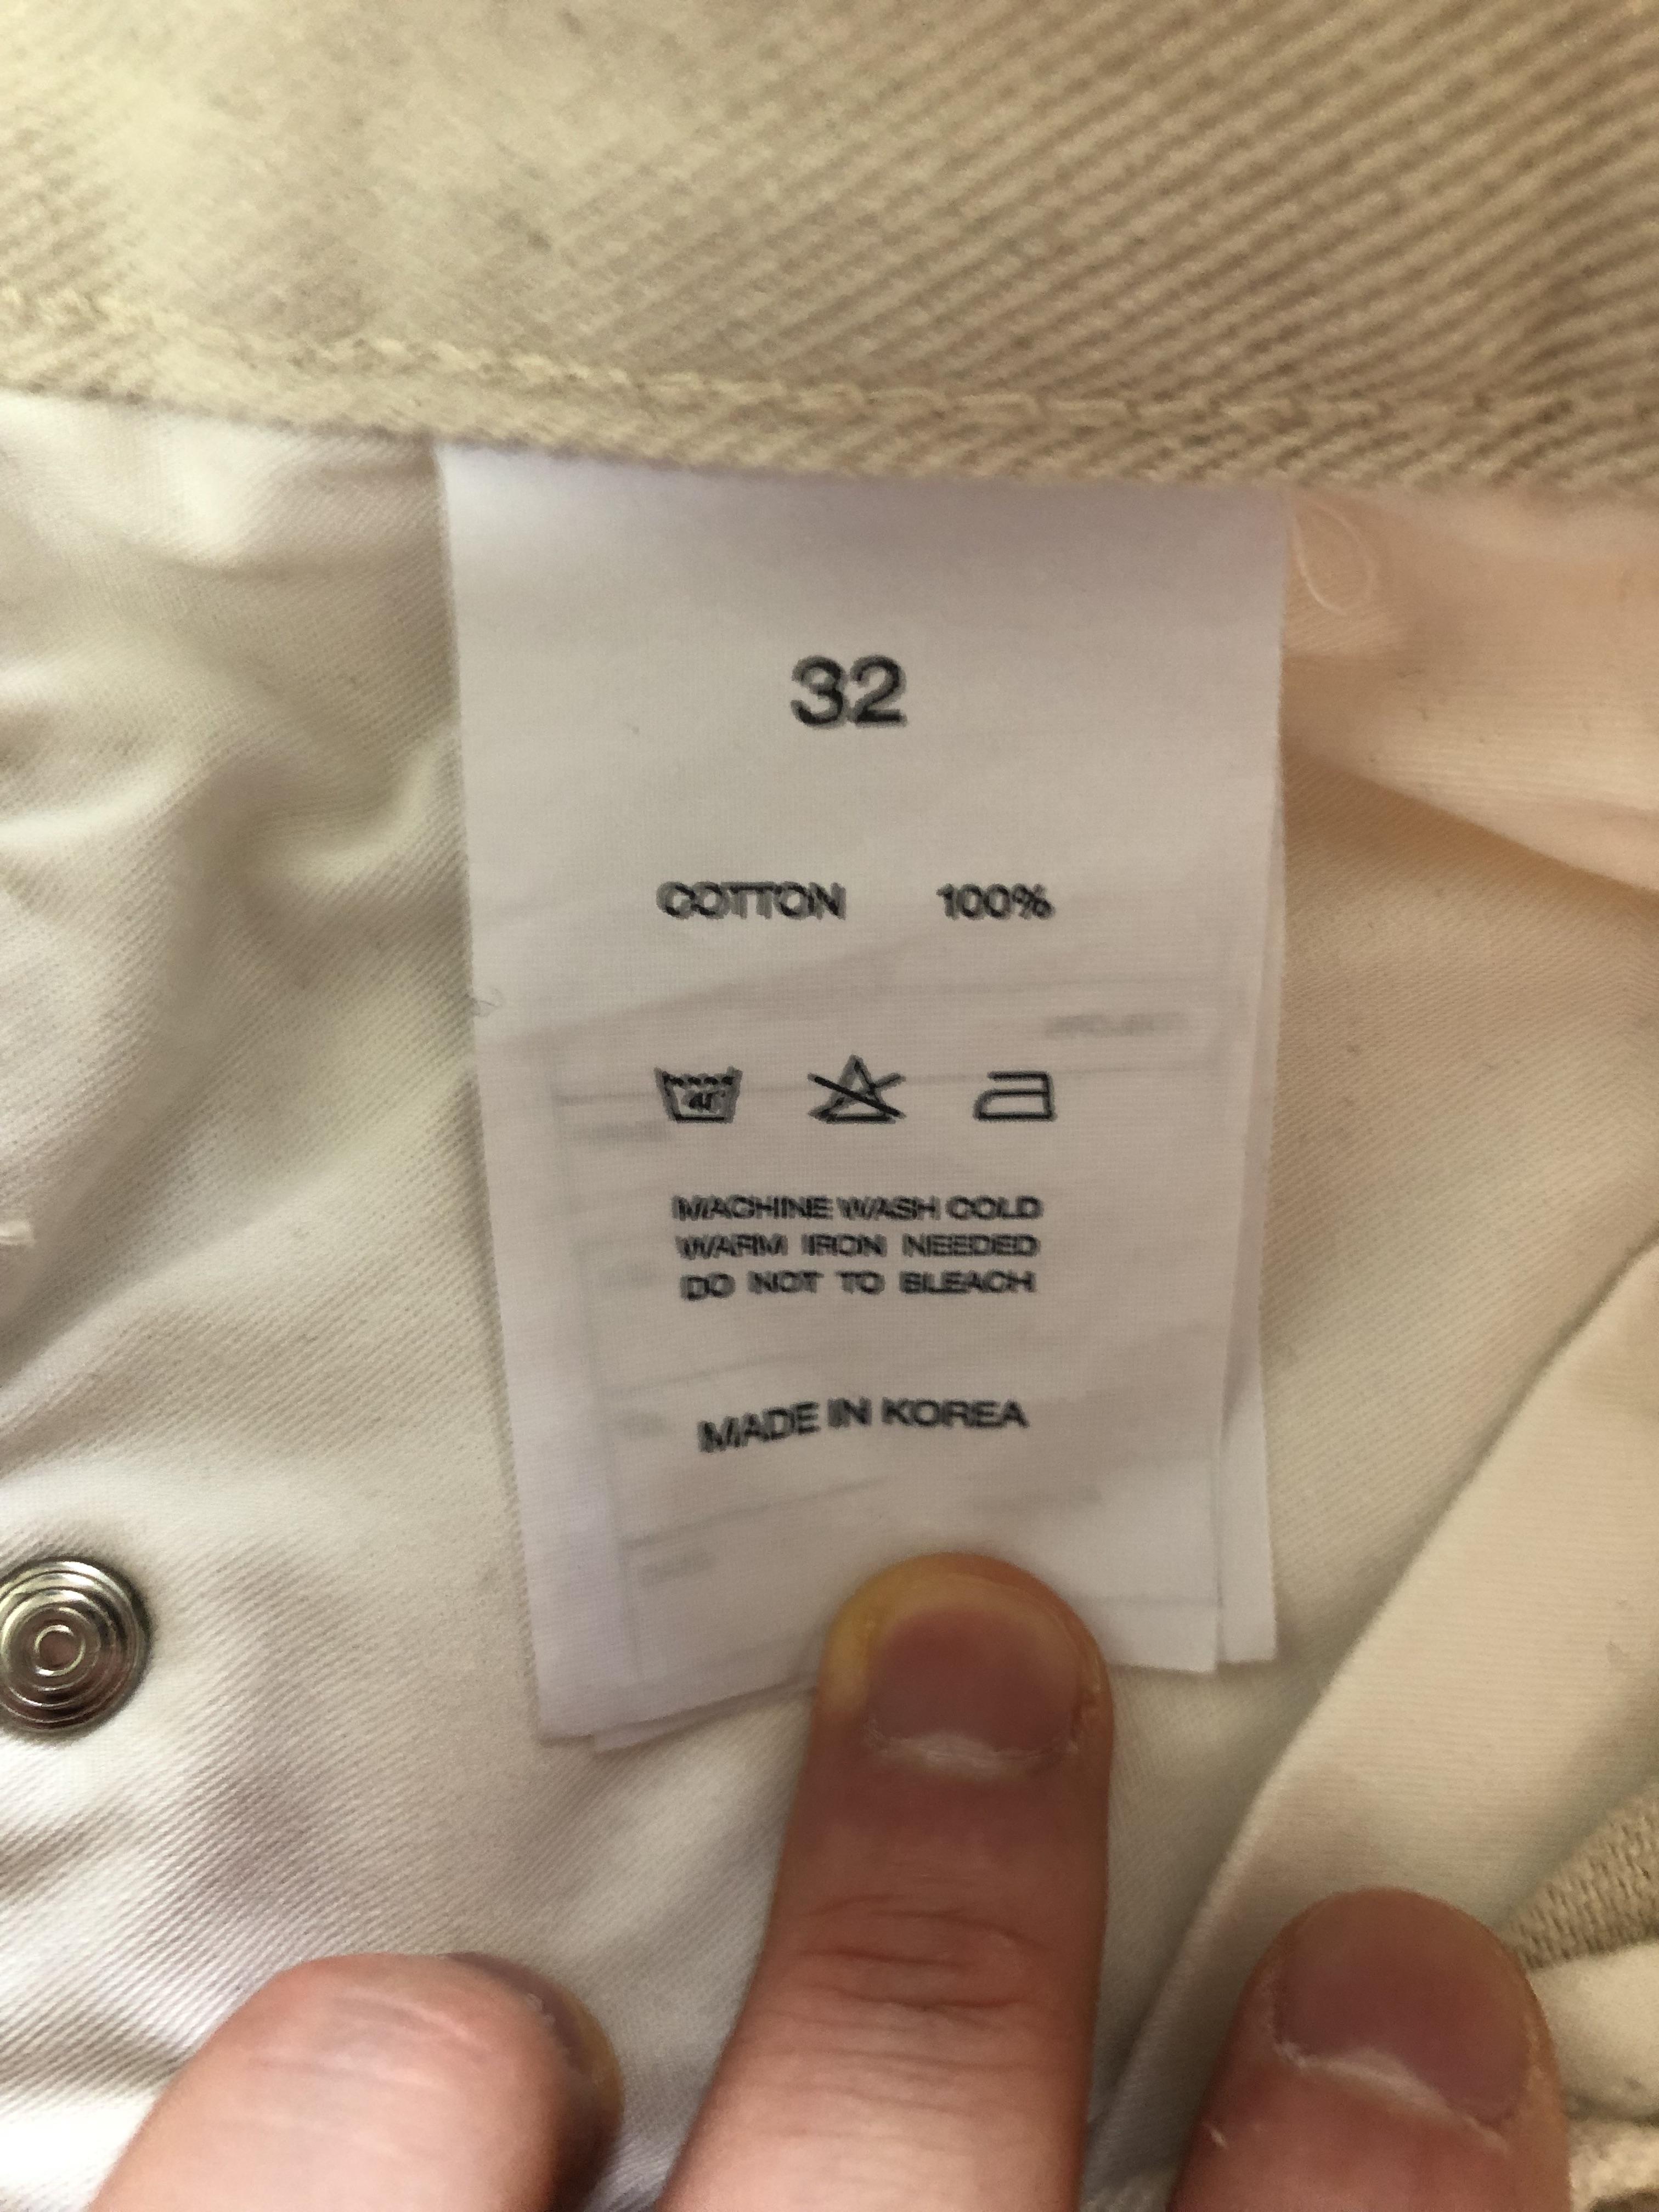 32
COTTON 100%
MACHINE WASH COLD
WARM IRON NEEDED
DO NOT TO BLEACH
MADE IN KOREA